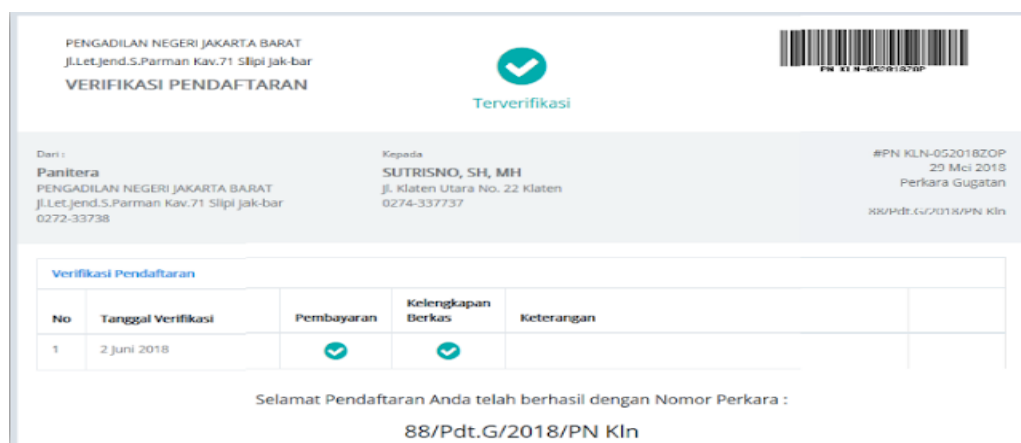 PENGADILAN NEGERI JAKARTA BARAT
Jl.Let.Jend.S.Parman Kav.71 Slipi Jak-bar
VERIFIKASI PENDAFTARAN
Terverifikasi
PN KLN-052018ZOP
Dari :
Panitera
PENGADILAN NEGERI JAKARTA BARAT
Jl.Let.Jend.S.Parman Kav.71 Slipi Jak-bar
0272-33738
Kepada
SUTRISNO, SH, MH
Jl. Klaten Utara No. 22 Klaten
0274-337737
#PN KLN-052018ZOP
29 Mei 2018
Perkara Gugatan
88/Pdt.G/2018/PN Kln
Verifikasi Pendaftaran
No Tanggal Verifikasi Pembayaran Kelengkapan Berkas Keterangan
1 2 Juni 2018
Selamat Pendaftaran Anda telah berhasil dengan Nomor Perkara :
88/Pdt.G/2018/PN Kln